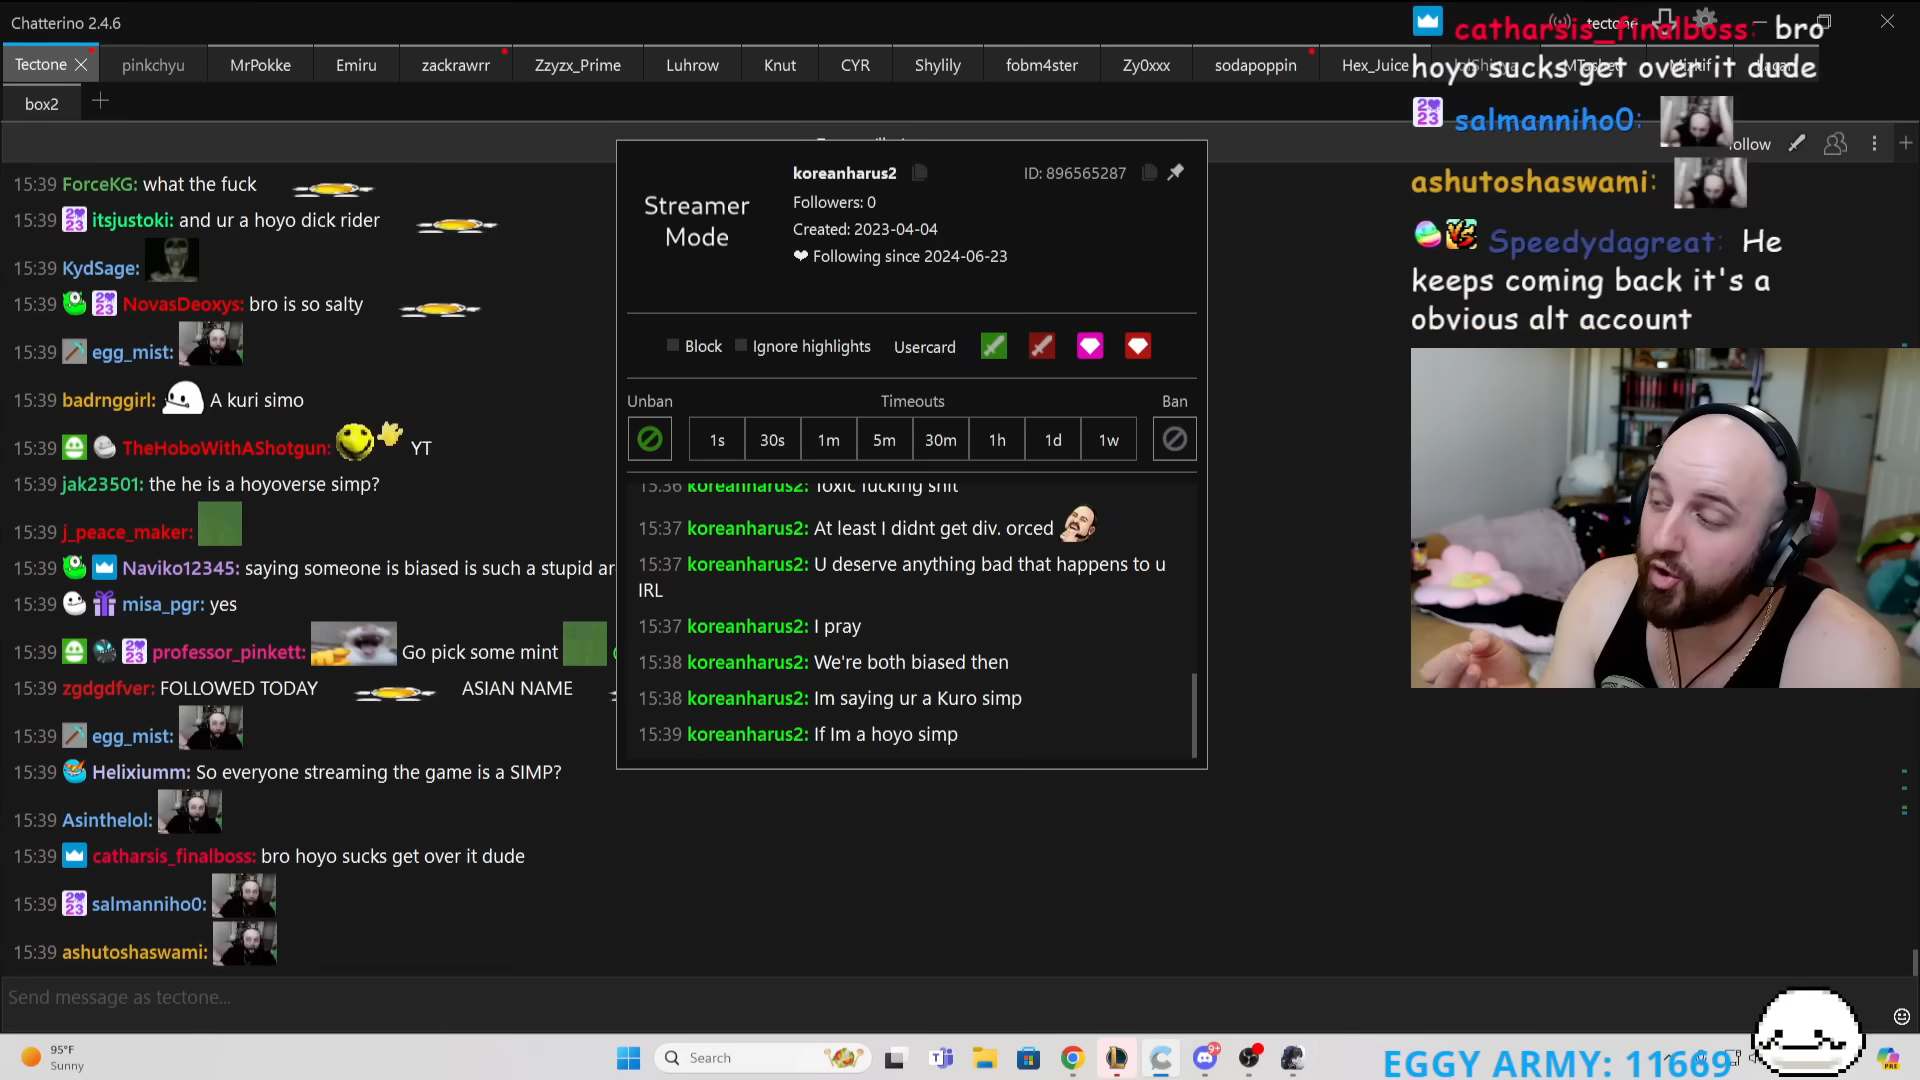 Chatterino 2.4.6
tectone
Tectone
pinkchyu
MrPokke
Emiru
zackrawrr
Zzyzx_Prime
Luhrow
Knut
CYR
Shylily
fobm4ster
Zy0xxx
sodapoppin
Hex_Juice
box2
15:39 ForceKG: what the fuck
15:39 itsjustoki: and ur a hoyo dick rider
15:39 KydSage:
15:39 NovasDeoxys: bro is so salty
15:39 egg_mist:
15:39 badrnggirl: A kuri simo
15:39 TheHoboWithAShotgun: YT
15:39 jak23501: the he is a hoyoverse simp?
15:39 j_peace_maker:
15:39 Naviko12345: saying someone is biased is such a stupid ar
15:39 misa_pgr: yes
15:39 professor_pinkett: Go pick some mint
15:39 zgdgdfver: FOLLOWED TODAY ASIAN NAME
15:39 egg_mist:
15:39 Helixiumm: So everyone streaming the game is a SIMP?
15:39 Asinthelol:
15:39 catharsis_finalboss: bro hoyo sucks get over it dude
15:39 salmanniho0:
15:39 ashutoshaswami:
Send message as tectone...
Streamer
Mode
koreanharus2
ID: 896565287
Followers: 0
Created: 2023-04-04
❤ Following since 2024-06-23
Block
Ignore highlights
Usercard
Unban
Timeouts
Ban
1s
30s
1m
5m
30m
1h
1d
1w
15:36 koreanharus2: Toxic fucking shit
15:37 koreanharus2: At least I didnt get div. orced
15:37 koreanharus2: U deserve anything bad that happens to u
IRL
15:37 koreanharus2: I pray
15:38 koreanharus2: We're both biased then
15:38 koreanharus2: Im saying ur a Kuro simp
15:39 koreanharus2: If Im a hoyo simp
catharsis_finalboss: bro
hoyo sucks get over it dude
salmanniho0:
ollow
ashutoshaswami:
Speedydagreat: He
keeps coming back it's a
obvious alt account
95°F
Sunny
Search
9+
EGGY ARMY: 11669